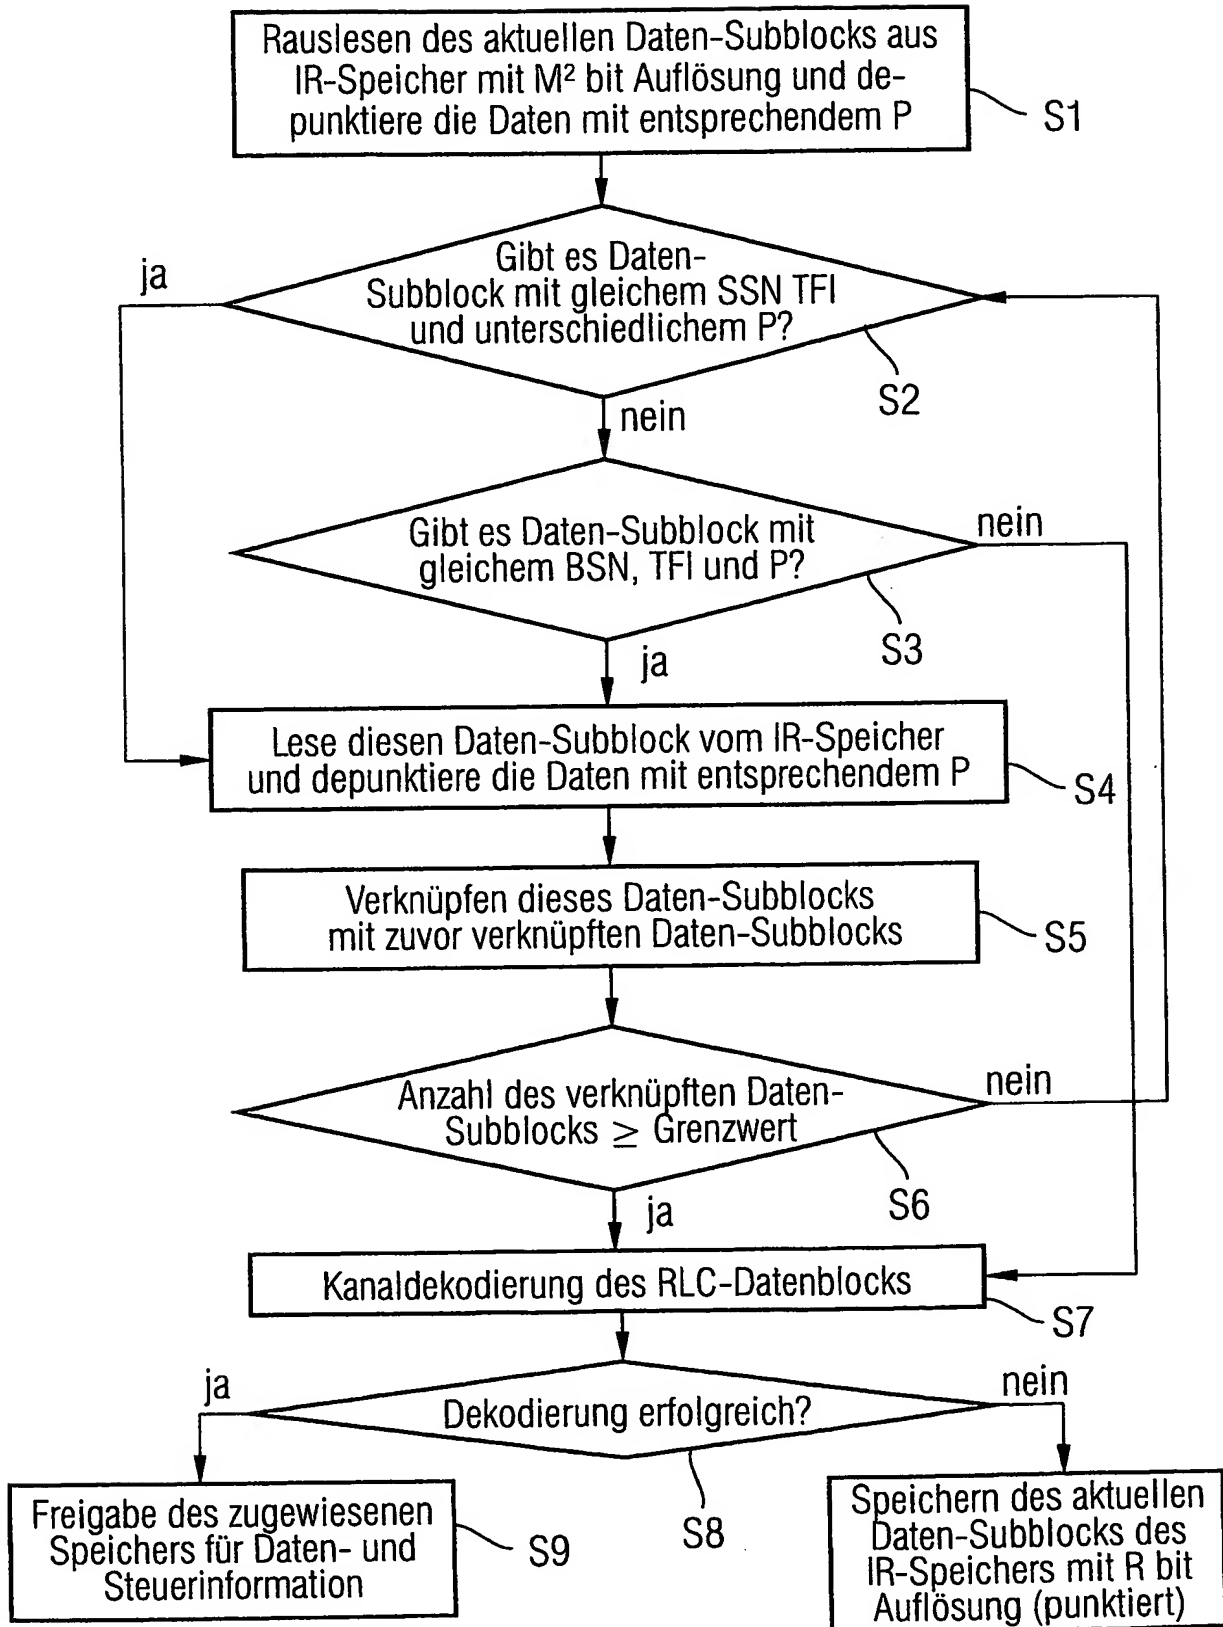 Rauslesen des aktuellen Daten-Subblocks aus
IR-Speicher mit M² bit Auflösung und de-
punktiere die Daten mit entsprechendem P
S1
Gibt es Daten-
Subblock mit gleichem SSN TFI
und unterschiedlichem P?
ja
S2
nein
Gibt es Daten-Subblock mit
gleichem BSN, TFI und P?
nein
S3
ja
Lese diesen Daten-Subblock vom IR-Speicher
und depunktiere die Daten mit entsprechendem P
S4
Verknüpfen dieses Daten-Subblocks
mit zuvor verknüpften Daten-Subblocks
S5
Anzahl des verknüpften Daten-
Subblocks ≥ Grenzwert
nein
S6
ja
Kanaldekodierung des RLC-Datenblocks
S7
ja
Dekodierung erfolgreich?
nein
S8
Freigabe des zugewiesenen
Speichers für Daten- und
Steuerinformation
S9
Speichern des aktuellen
Daten-Subblocks des
IR-Speichers mit R bit
Auflösung (punktiert)